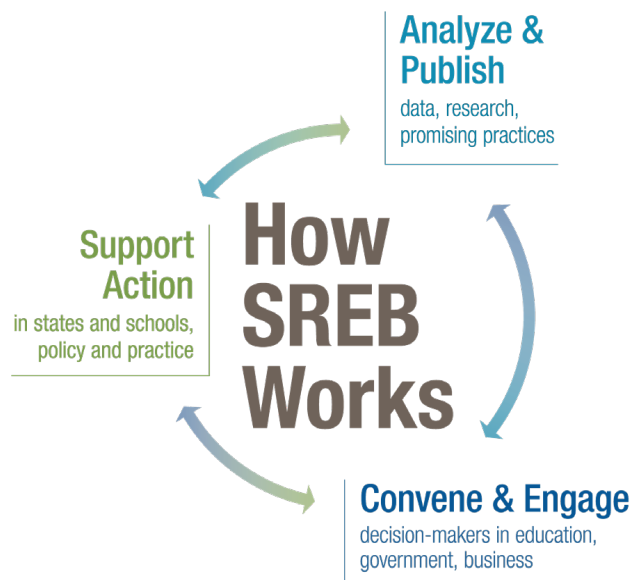 Analyze &
Publish
data, research,
promising practices
How
SREB
Works
Support
Action
in states and schools,
policy and practice
Convene & Engage
decision-makers in education,
government, business